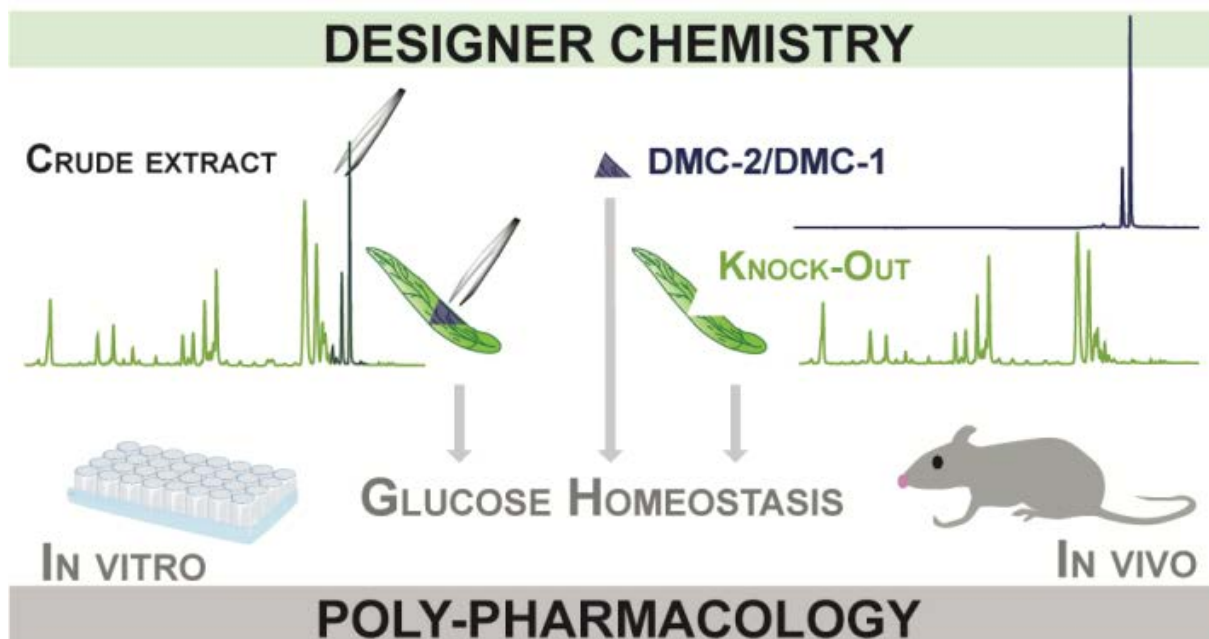 DESIGNER CHEMISTRY
CRUDE EXTRACT
DMC-2/DMC-1
KNOCK-OUT
GLUCOSE HOMEOSTASIS
IN VITRO
IN VIVO
POLY-PHARMACOLOGY